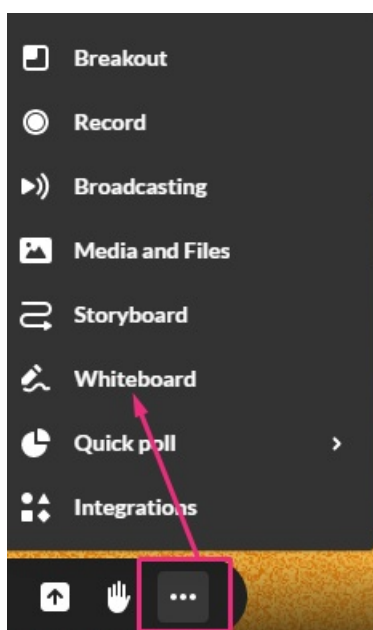 Breakout
Record
Broadcasting
Media and Files
Storyboard
Whiteboard
Quick poll
Integrations